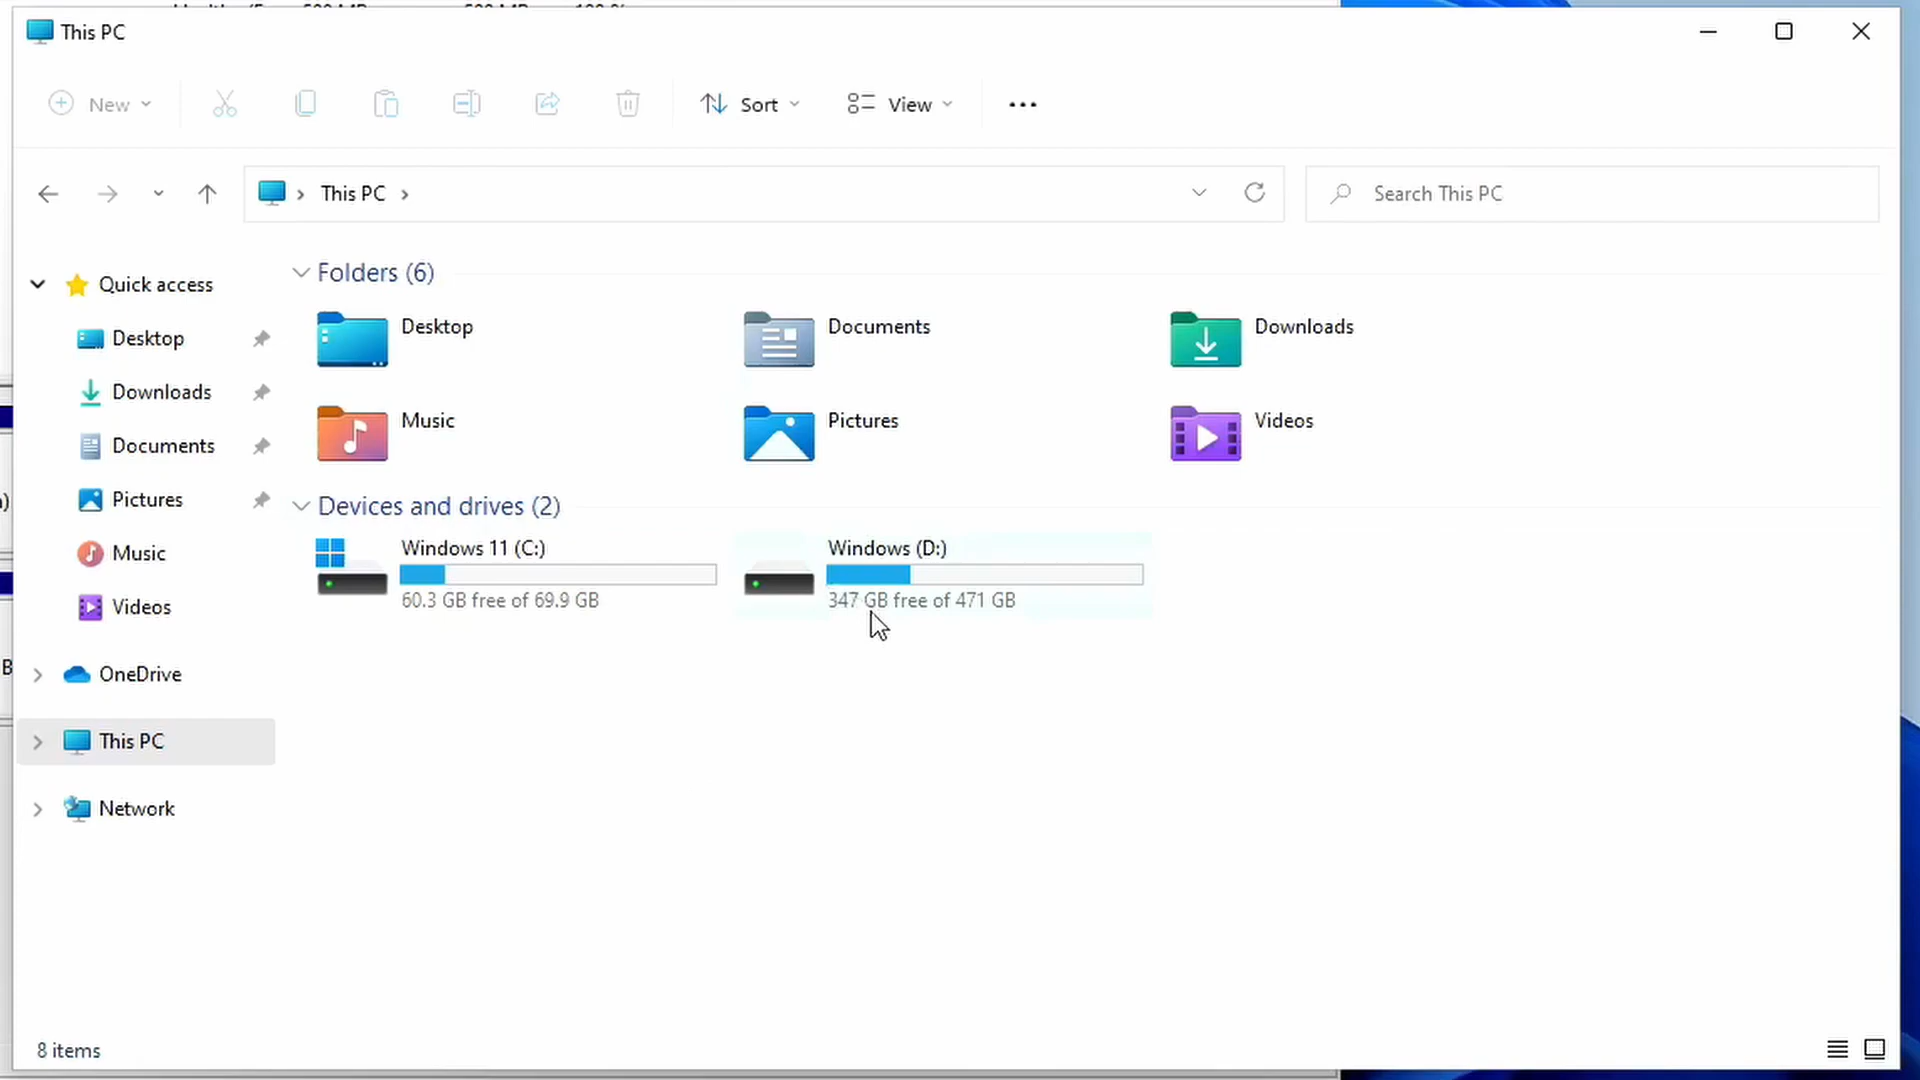 This PC
New
Sort
View
This PC
Search This PC
Quick access
Desktop
Downloads
Documents
Pictures
Music
Videos
OneDrive
This PC
Network
Folders (6)
Desktop
Documents
Downloads
Music
Pictures
Videos
Devices and drives (2)
Windows 11 (C:)
60.3 GB free of 69.9 GB
Windows (D:)
347 GB free of 471 GB
8 items